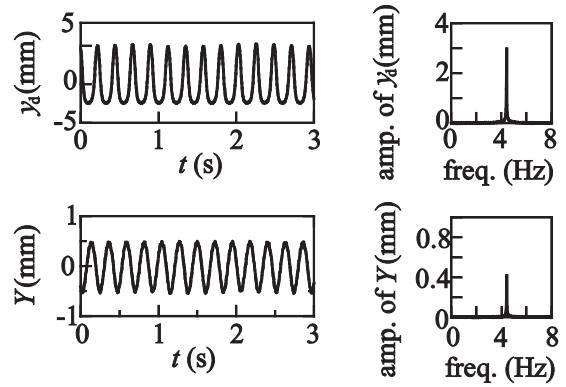 5
0
-5
y_d (mm)
0 1 2 3
t (s)
4
2
0
amp. of y_d (mm)
0 4 8
freq. (Hz)
1
0
-1
Y (mm)
0 1 2 3
t (s)
0.8
0.4
0
amp. of Y (mm)
0 4 8
freq. (Hz)